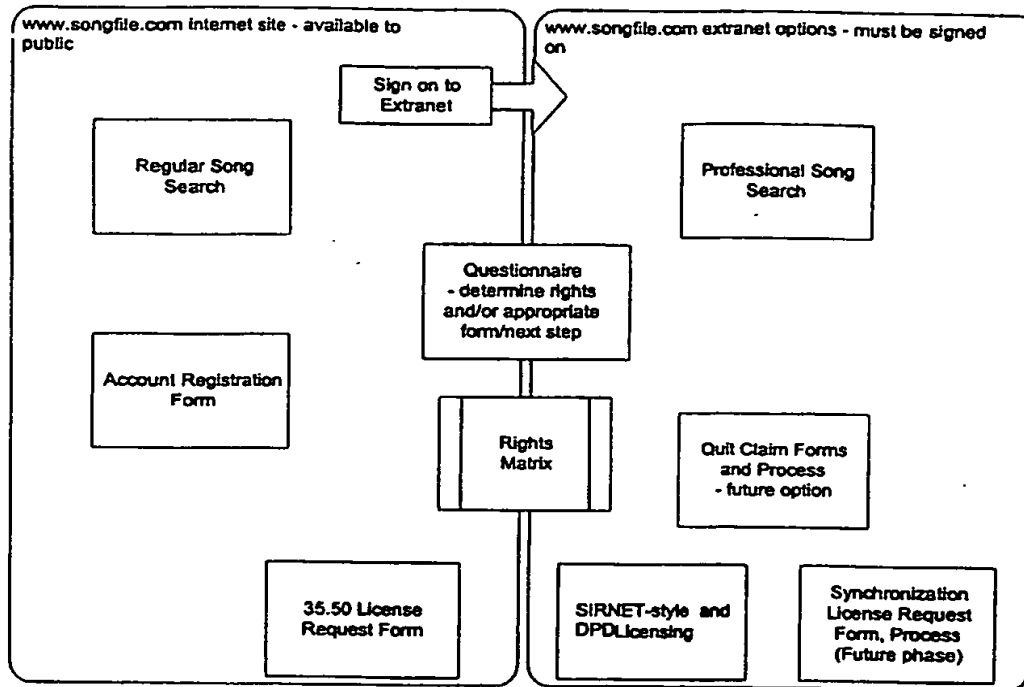 www.songfile.com internet site - available to
public
www.songfile.com extranet options - must be signed
on
Sign on to
Extranet
Regular Song
Search
Professional Song
Search
Questionnaire
- determine rights
and/or appropriate
form/next step
Account Registration
Form
Rights
Matrix
Quit Claim Forms
and Process
- future option
35.50 License
Request Form
SIRNET-style and
DPDLicensing
Synchronization
License Request
Form, Process
(Future phase)